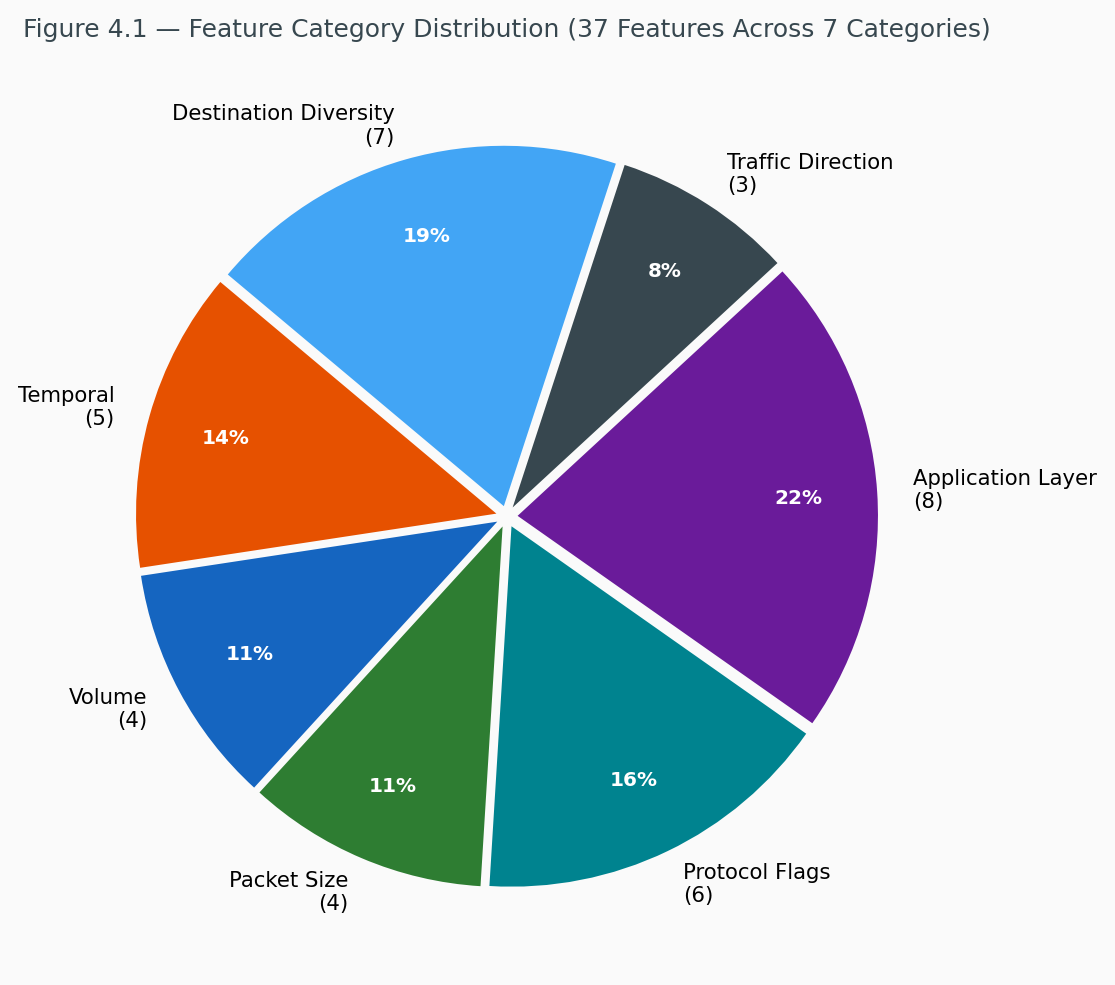 Figure 4.1 — Feature Category Distribution (37 Features Across 7 Categories)
Destination Diversity
(7)
Traffic Direction
(3)
19%
8%
Temporal
(5)
14%
Application Layer
(8)
22%
11%
Volume
(4)
11%
16%
Packet Size
(4)
Protocol Flags
(6)